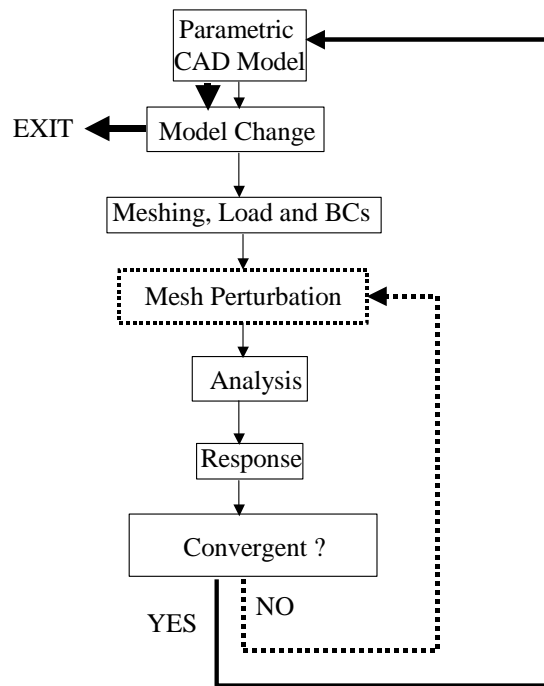 Parametric
CAD Model
EXIT
Model Change
Meshing, Load and BCs
Mesh Perturbation
Analysis
Response
Convergent ?
NO
YES